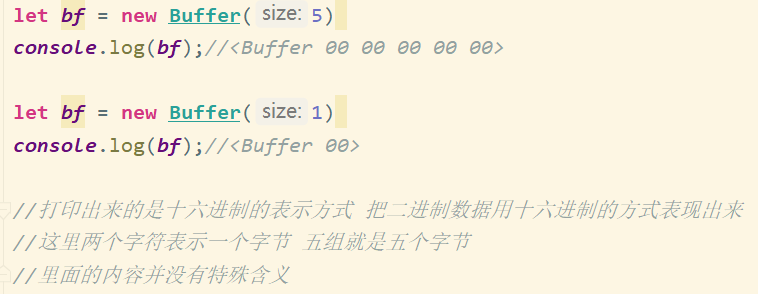 let bf = new Buffer( size: 5)
console.log(bf);//<Buffer 00 00 00 00 00>
let bf = new Buffer( size: 1)
console.log(bf);//<Buffer 00>
//打印出来的是十六进制的表示方式 把二进制数据用十六进制的方式表现出来
//这里两个字符表示一个字节 五组就是五个字节
//里面的内容并没有特殊含义